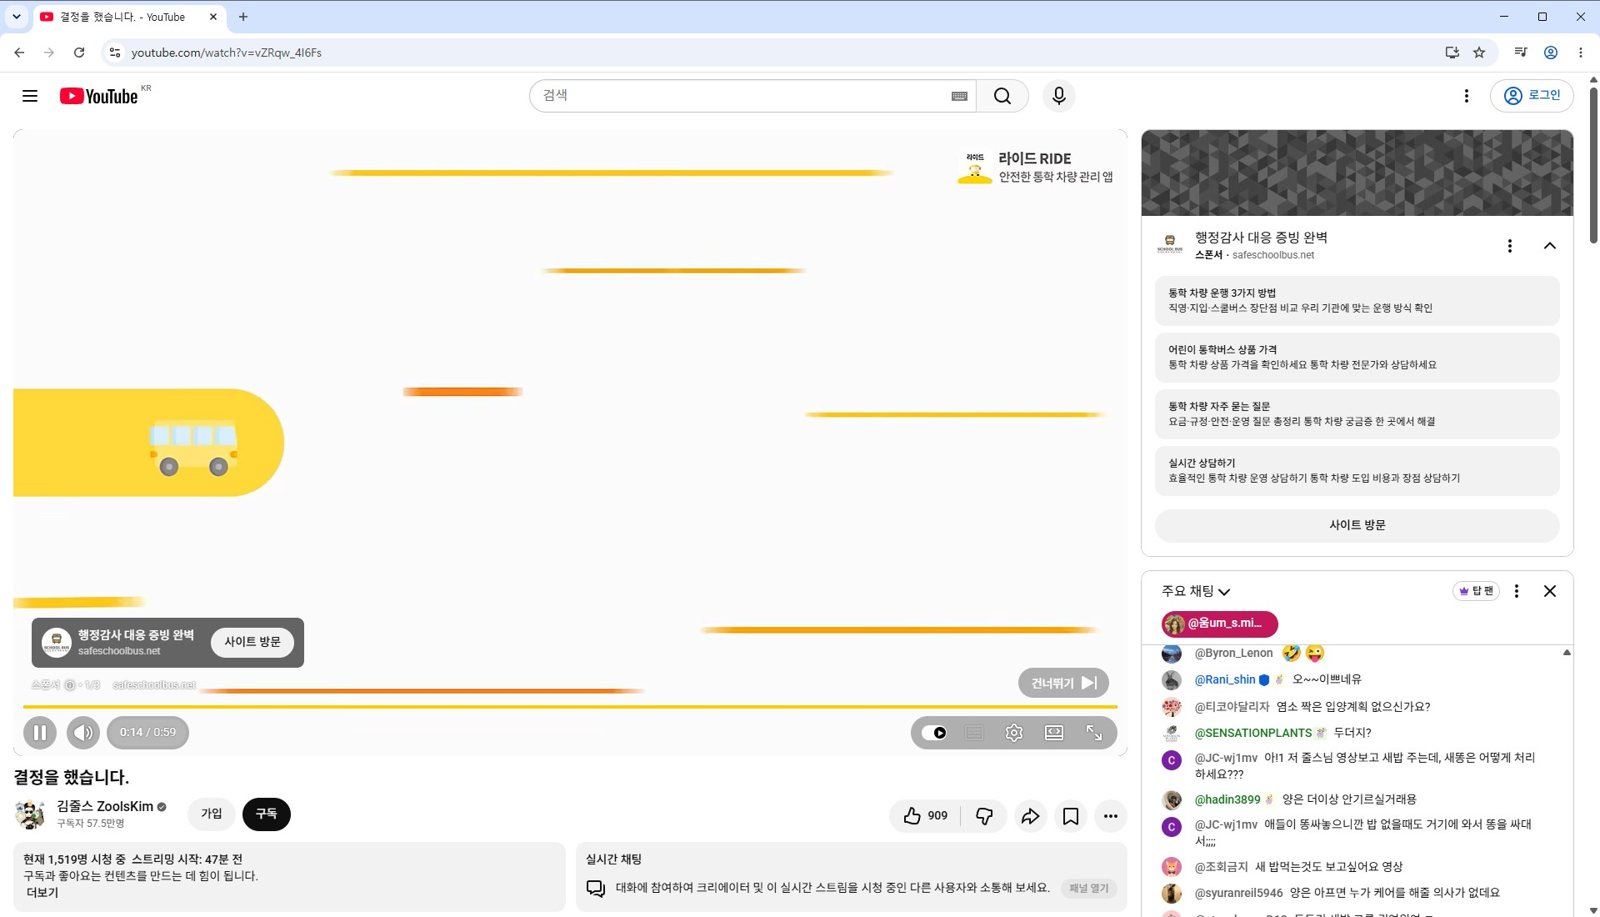 결정을 했습니다. - YouTube
youtube.com/watch?v=vZRqw_4I6Fs
YouTube KR
검색
로그인
라이드
라이드 RIDE
안전한 통학 차량 관리 앱
행정감사 대응 증빙 완벽
safeschoolbus.net
사이트 방문
스폰서 · 1/3 safeschoolbus.net
건너뛰기
0:14 / 0:59
결정을 했습니다.
김줄스 ZoolsKim
구독자 57.5만명
가입
구독
909
현재 1,519명 시청 중 스트리밍 시작: 47분 전
구독과 좋아요는 컨텐츠를 만드는 데 힘이 됩니다.
더보기
실시간 채팅
대화에 참여하여 크리에이터 및 이 실시간 스트림을 시청 중인 다른 사용자와 소통해 보세요.
패널 열기
행정감사 대응 증빙 완벽
스폰서 · safeschoolbus.net
통학 차량 운행 3가지 방법
직영·지입·스쿨버스 장단점 비교 우리 기관에 맞는 운행 방식 확인
어린이 통학버스 상품 가격
통학 차량 상품 가격을 확인하세요 통학 차량 전문가와 상담하세요
통학 차량 자주 묻는 질문
요금·규정·안전·운영 질문 총정리 통학 차량 궁금증 한 곳에서 해결
실시간 상담하기
효율적인 통학 차량 운영 상담하기 통학 차량 도입 비용과 장점 상담하기
사이트 방문
주요 채팅
탑 팬
@옴um_s.mi...
@Byron_Lenon
@Rani_shin 오~~이쁘네유
@티코야달리자 염소 짝은 입양계획 없으신가요?
@SENSATIONPLANTS 두더지?
@JC-wj1mv 아!1 저 줄스님 영상보고 새밥 주는데, 새똥은 어떻게 처리
하세요???
@hadin3899 양은 더이상 안기르실거래용
@JC-wj1mv 애들이 똥싸놓으니깐 밥 없을때도 거기에 와서 똥을 싸대
서;;;;
@조회금지 새 밥먹는것도 보고싶어요 영상
@syuranreil5946 양은 아프면 누가 케어를 해줄 의사가 없데요